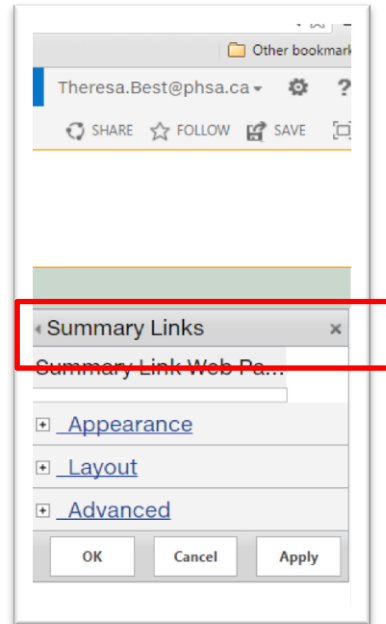 Other bookmark
Theresa.Best@phsa.ca
?
SHARE FOLLOW SAVE
Summary Links ×
Summary Link Web Pa...
Appearance
Layout
Advanced
OK Cancel Apply